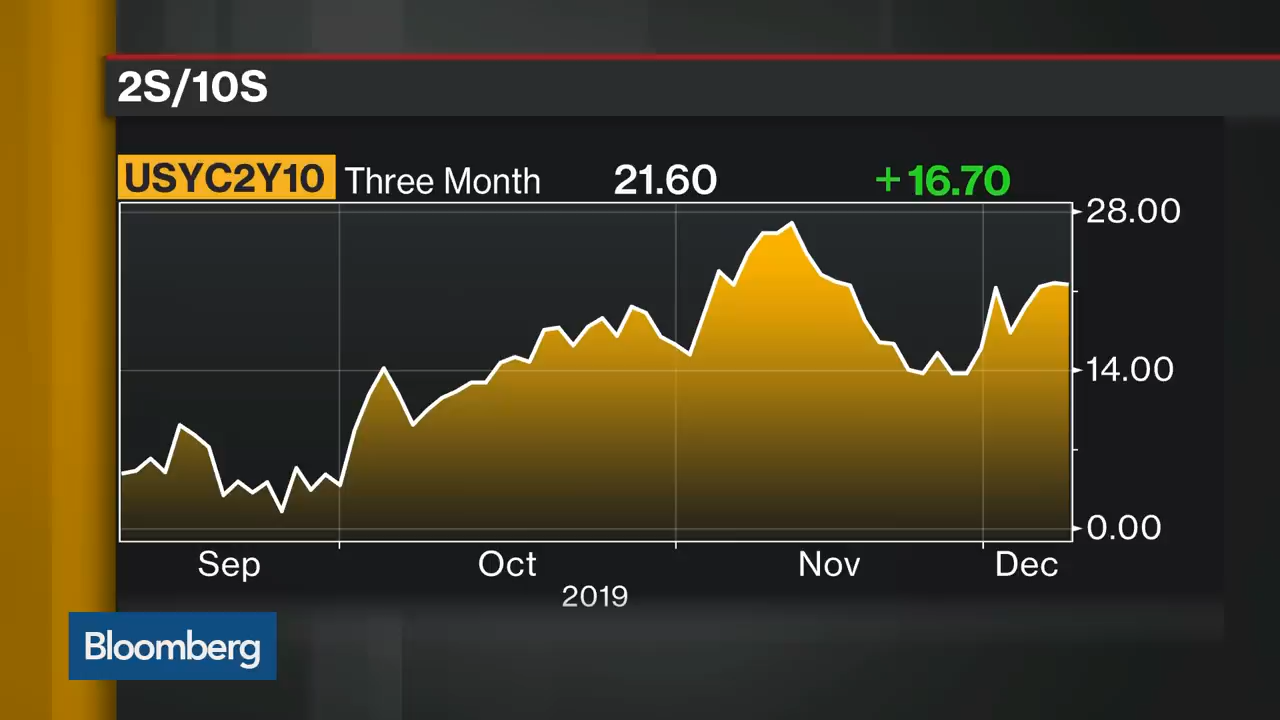 2S/10S
USYC2Y10 Three Month 21.60 +16.70
28.00
14.00
0.00
Sep Oct Nov Dec
2019
Bloomberg